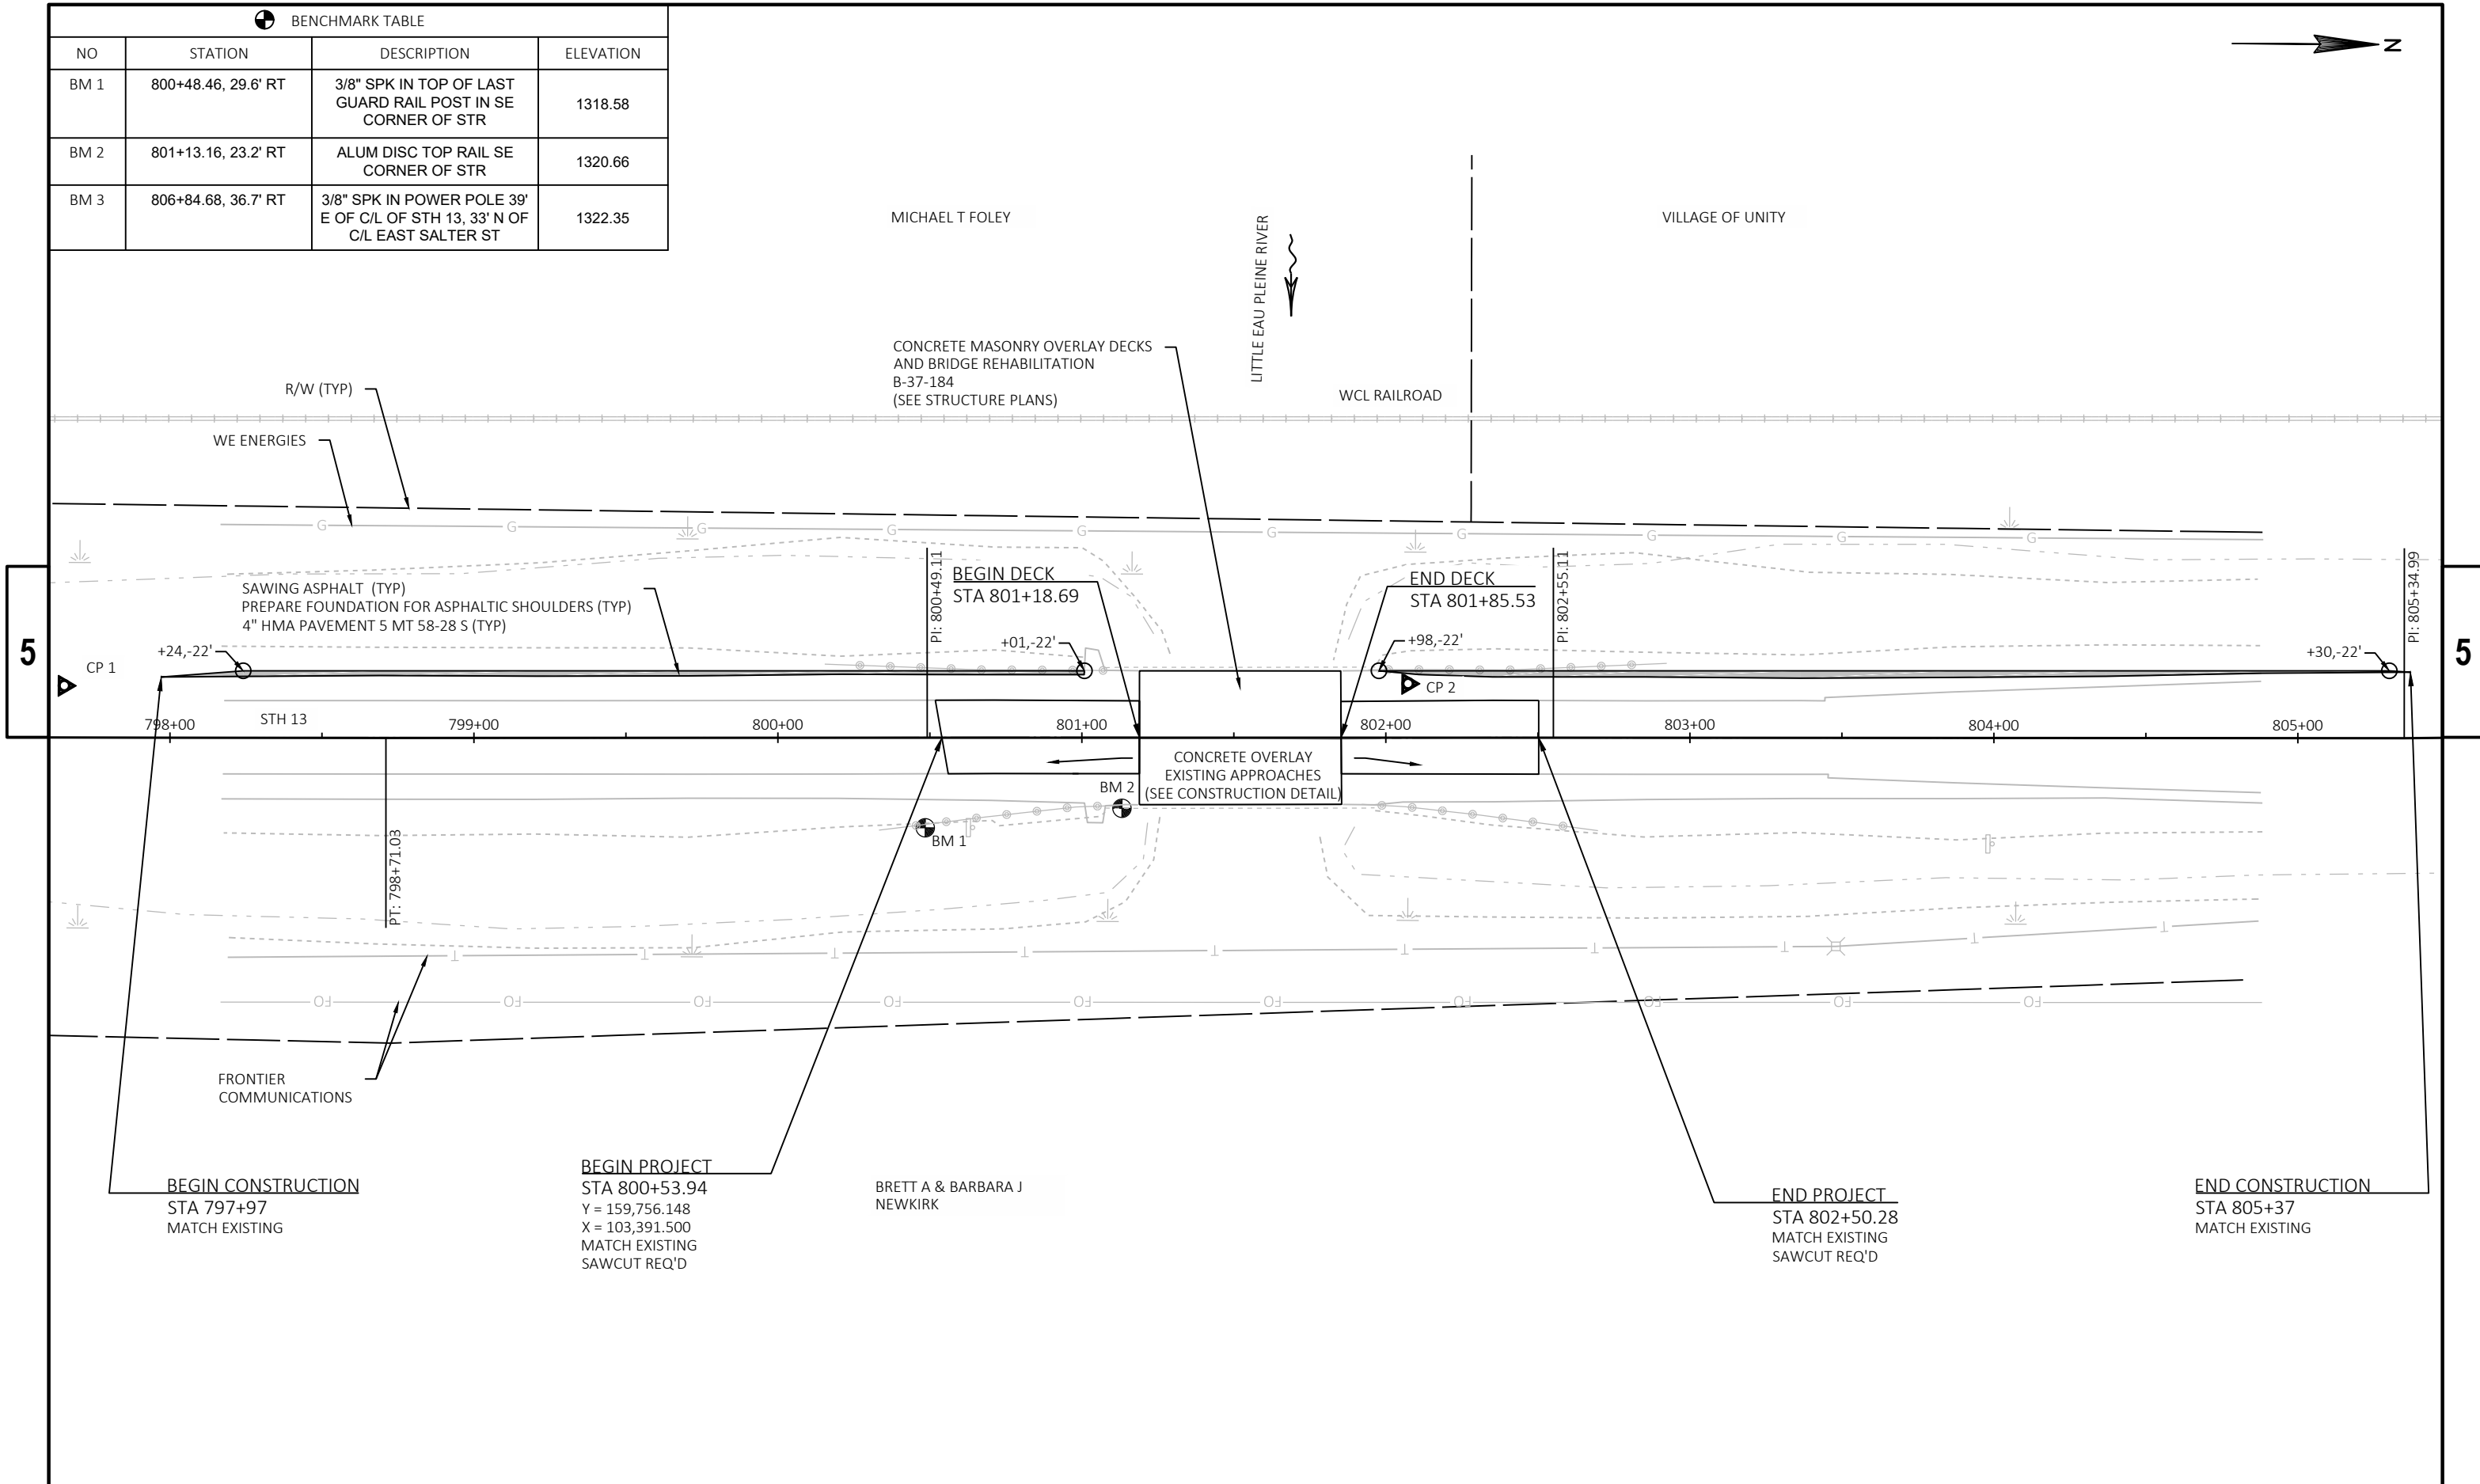 BENCHMARK TABLE
NO STATION DESCRIPTION ELEVATION
BM 1 800+48.46, 29.6' RT 3/8" SPK IN TOP OF LAST
GUARD RAIL POST IN SE
CORNER OF STR
1318.58
BM 2 801+13.16, 23.2' RT ALUM DISC TOP RAIL SE
CORNER OF STR
1320.66
BM 3 806+84.68, 36.7' RT 3/8" SPK IN POWER POLE 39'
E OF C/L OF STH 13, 33' N OF
C/L EAST SALTER ST
1322.35
N
MICHAEL T FOLEY
LITTLE EAU PLEINE RIVER
VILLAGE OF UNITY
CONCRETE MASONRY OVERLAY DECKS
AND BRIDGE REHABILITATION
B-37-184
(SEE STRUCTURE PLANS)
WCL RAILROAD
R/W (TYP)
WE ENERGIES
G G G G G G G G G G
SAWING ASPHALT (TYP)
PREPARE FOUNDATION FOR ASPHALTIC SHOULDERS (TYP)
4" HMA PAVEMENT 5 MT 58-28 S (TYP)
PI: 800+49.11
BEGIN DECK
STA 801+18.69
END DECK
STA 801+85.53
PI: 802+55.11
PI: 805+34.99
5
5
CP 1
+24,-22'
+01,-22'
+98,-22'
+30,-22'
CP 2
798+00 STH 13 799+00 800+00 801+00 802+00 803+00 804+00 805+00
CONCRETE OVERLAY
EXISTING APPROACHES
(SEE CONSTRUCTION DETAIL)
BM 2
BM 1
PT: 798+71.03
T T T T T T T T T T
FO FO FO FO FO FO FO FO FO FO
FRONTIER
COMMUNICATIONS
BEGIN CONSTRUCTION
STA 797+97
MATCH EXISTING
BEGIN PROJECT
STA 800+53.94
Y = 159,756.148
X = 103,391.500
MATCH EXISTING
SAWCUT REQ'D
BRETT A & BARBARA J
NEWKIRK
END PROJECT
STA 802+50.28
MATCH EXISTING
SAWCUT REQ'D
END CONSTRUCTION
STA 805+37
MATCH EXISTING